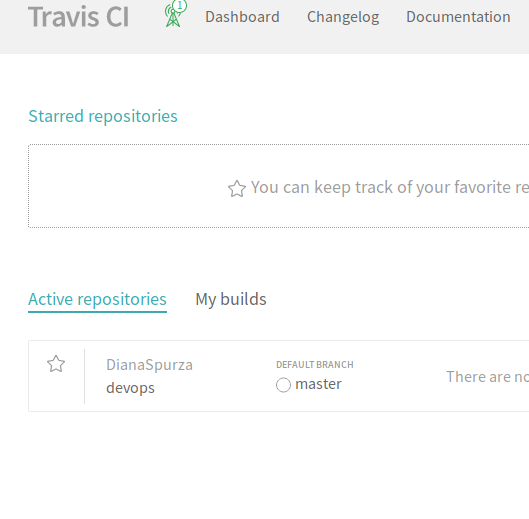 Travis CI
1
Dashboard
Changelog
Documentation
Starred repositories
You can keep track of your favorite re
Active repositories
My builds
DianaSpurza
devops
DEFAULT BRANCH
master
There are no